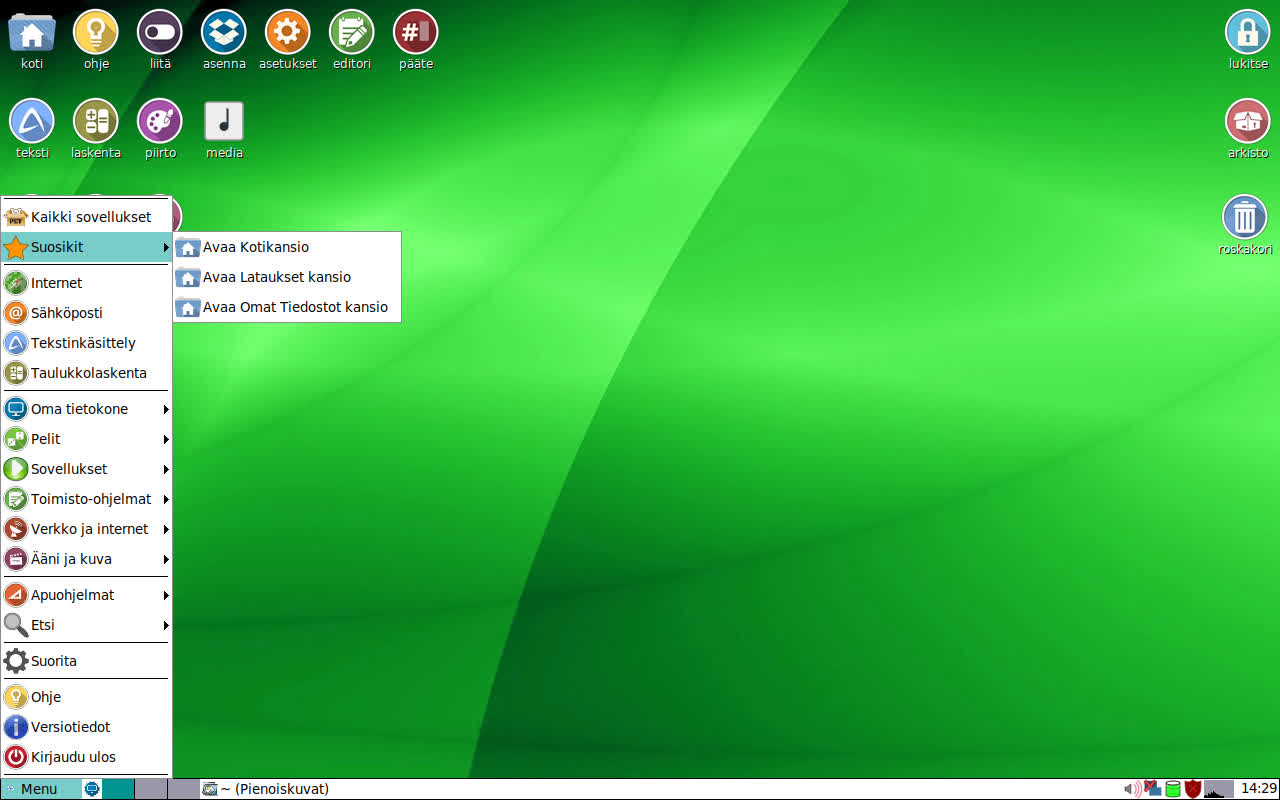 koti
ohje
liitä
asenna
asetukset
editori
pääte
lukitse
teksti
laskenta
piirto
media
arkisto
roskakori
Kaikki sovellukset
Suosikit
Avaa Kotikansio
Avaa Lataukset kansio
Avaa Omat Tiedostot kansio
Internet
Sähköposti
Tekstinkäsittely
Taulukkolaskenta
Oma tietokone
Pelit
Sovellukset
Toimisto-ohjelmat
Verkko ja internet
Ääni ja kuva
Apuohjelmat
Etsi
Suorita
Ohje
Versiotiedot
Kirjaudu ulos
Menu
~ (Pienoiskuvat)
14:29